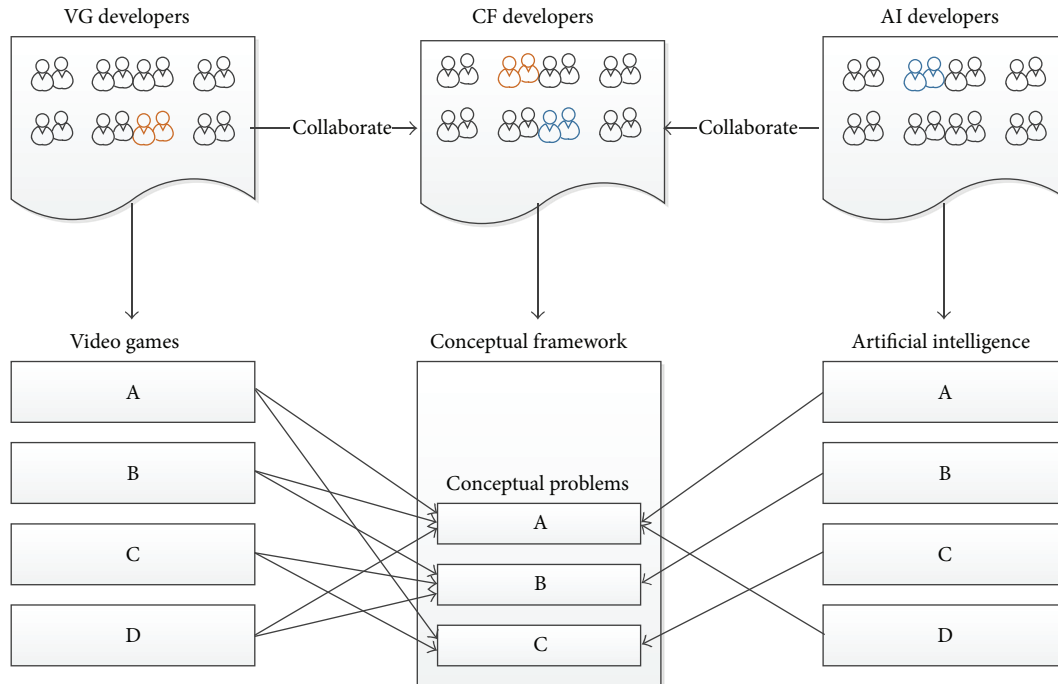 VG developers
CF developers
AI developers
Collaborate
Collaborate
Video games
Conceptual framework
Artificial intelligence
A
B
C
D
Conceptual problems
A
B
C
A
B
C
D